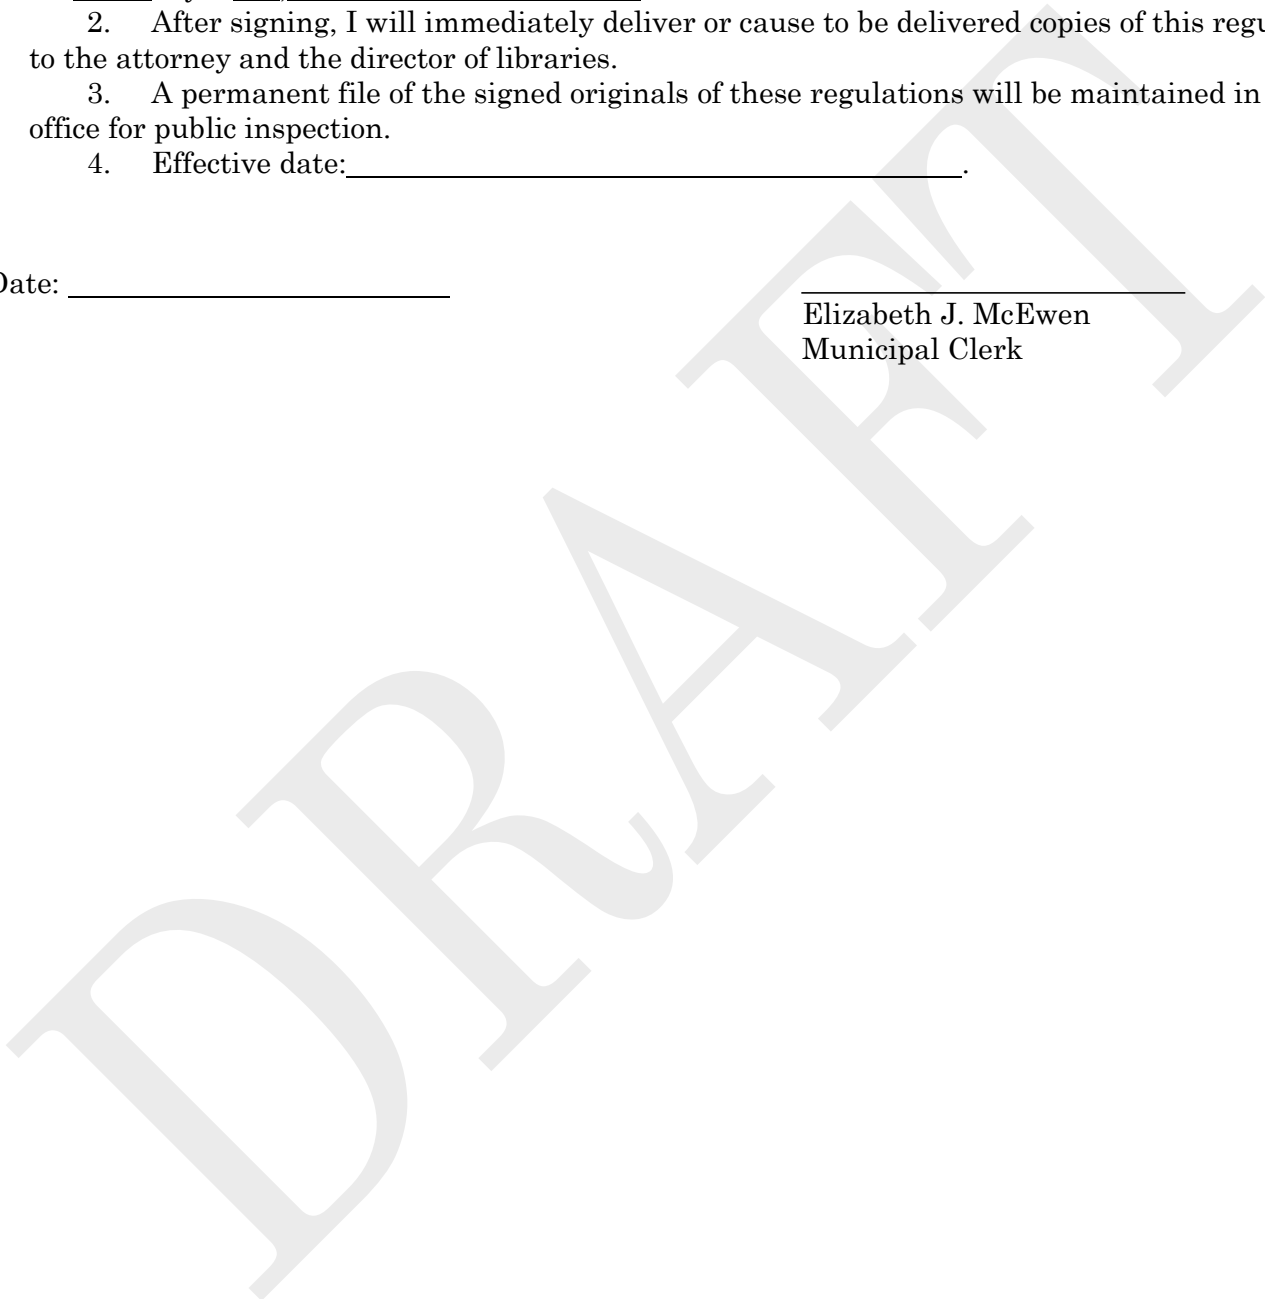 2. After signing, I will immediately deliver or cause to be delivered copies of this
to the attorney and the director of libraries.
3. A permanent file of the signed originals of these regulations will be maintained in
office for public inspection.
4. Effective date:____________________.
Date: ____________________
Elizabeth J. McEwen
Municipal Clerk
DRAFT